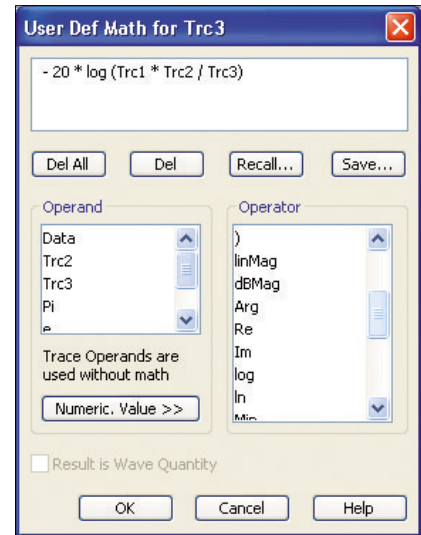 User Def Math for Trc3
- 20 * log (Trc1 * Trc2 / Trc3)
Del All
Del
Recall...
Save...
Operand
Data
Trc2
Trc3
Pi
e
Trace Operands are
used without math
Numeric. Value >>
Operator
)
linMag
dBMag
Arg
Re
Im
log
ln
Min
Result is Wave Quantity
OK
Cancel
Help